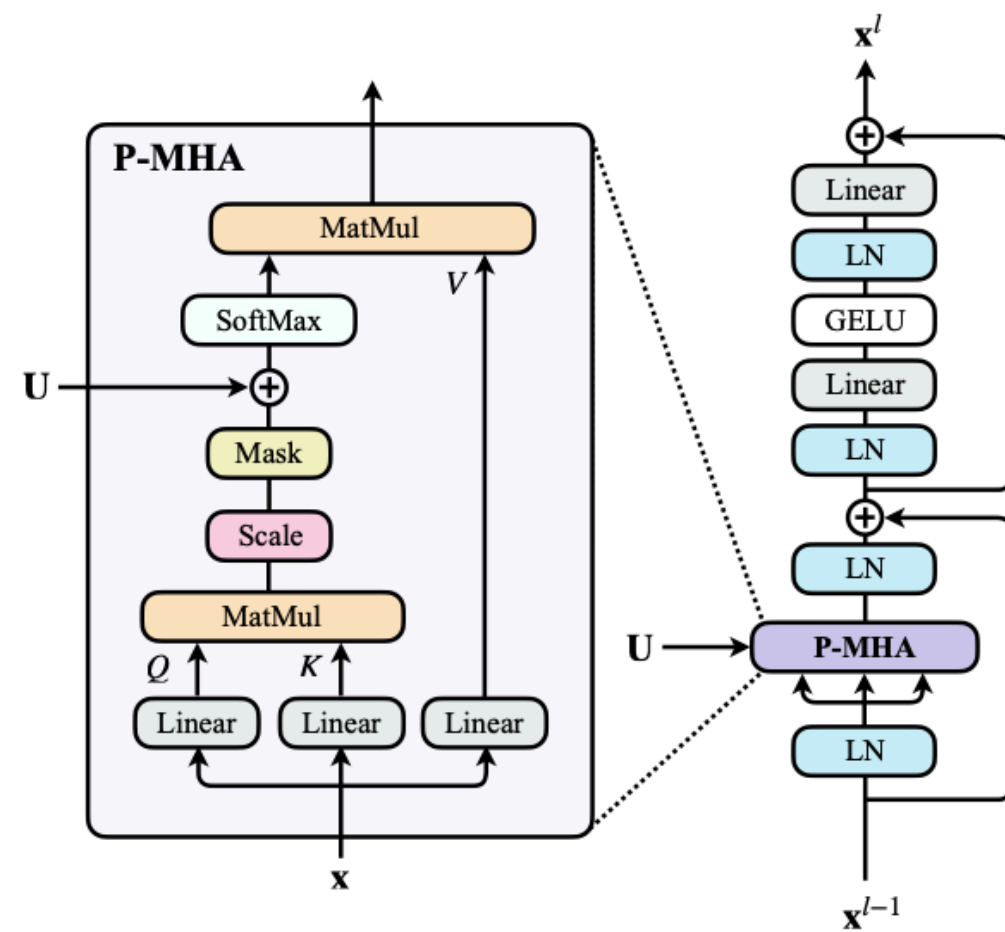 P-MHA
MatMul
V
SoftMax
U
+
Mask
Scale
MatMul
Q
K
Linear
Linear
Linear
x
x^l
+
Linear
LN
GELU
Linear
LN
+
LN
U
P-MHA
LN
x^{l-1}